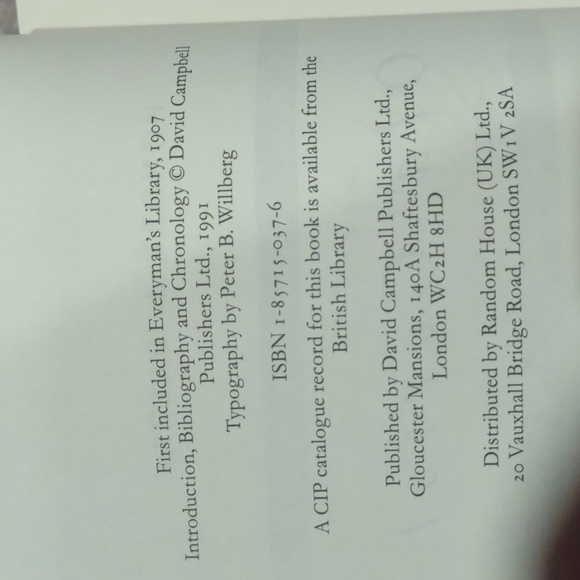 First included in Everyman's Library, 1907
Introduction, Bibliography and Chronology © David Campbell
Publishers Ltd., 1991
Typography by Peter B. Willberg
ISBN 1-85715-037-6
A CIP catalogue record for this book is available from the
British Library
Published by David Campbell Publishers Ltd.,
Gloucester Mansions, 140A Shaftesbury Avenue,
London WC2H 8HD
Distributed by Random House (UK) Ltd.,
20 Vauxhall Bridge Road, London SW1V 2SA